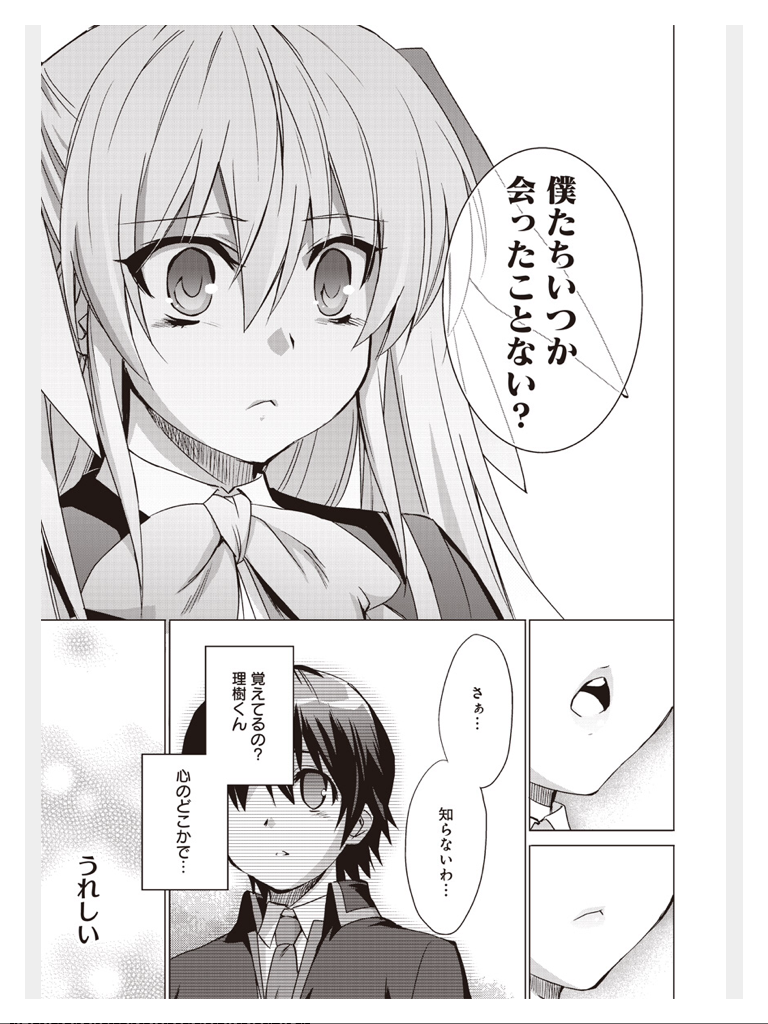 僕たちいつか
会ったことない？
さぁ…
知らないわ…
覚えてるの？
理樹くん
心のどこかで…
うれしい